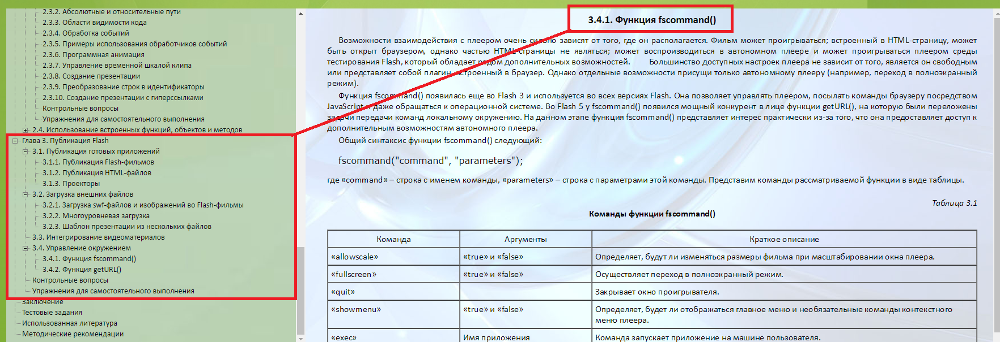 2.3.2. Абсолютные и относительные пути
2.3.3. Области видимости кода
2.3.4. Обработка событий
2.3.5. Примеры использования обработчиков событий
2.3.6. Программная анимация
2.3.7. Управление временной шкалой клипа
2.3.8. Создание презентации
2.3.9. Преобразование строк в идентификаторы
2.3.10. Создание презентации с гиперссылками
Контрольные вопросы
Упражнения для самостоятельного выполнения
2.4. Использование встроенных функций, объектов и методов
Глава 3. Публикация Flash
3.1. Публикация готовых приложений
3.1.1. Публикация Flash-фильмов
3.1.2. Публикация HTML-файлов
3.1.3. Проекторы
3.2. Загрузка внешних файлов
3.2.1. Загрузка swf-файлов и изображений во Flash-фильмы
3.2.2. Многоуровневая загрузка
3.2.3. Шаблон презентации из нескольких файлов
3.3. Интегрирование видеоматериалов
3.4. Управление окружением
3.4.1. Функция fscommand()
3.4.2. Функция getURL()
Контрольные вопросы
Упражнения для самостоятельного выполнения
Заключение
Тестовые задания
Использованная литература
Методические рекомендации
3.4.1. Функция fscommand()
Возможности взаимодействия с плеером очень сильно зависят от того, где он располагается. Фильм может проигрываться; встроенный в HTML-страницу, может
быть открыт браузером, однако частью HTML-страницы не являться; может воспроизводиться в автономном плеере и может проигрываться плеером среды
тестирования Flash, который обладает рядом дополнительных возможностей. Большинство доступных настроек плеера не зависит от того, является он свободным
или представляет собой плагин, встроенный в браузер. Однако отдельные возможности присущи только автономному плееру (например, переход в полноэкранный
режим).
Функция fscommand() появилась еще во Flash 3 и используется во всех версиях Flash. Она позволяет управлять плеером, посылать команды браузеру посредством
JavaScript и даже обращаться к операционной системе. Во Flash 5 у fscommand() появился мощный конкурент в лице функции getURL(), на которую были переложены
задачи передачи команд локальному окружению. На данном этапе функция fscommand() представляет интерес практически из-за того, что она предоставляет доступ к
дополнительным возможностям автономного плеера.
Общий синтаксис функции fscommand() следующий:
fscommand("command", "parameters");
где «command» – строка с именем команды, «parameters» – строка с параметрами этой команды. Представим команды рассматриваемой функции в виде таблицы.
Таблица 3.1
Команды функции fscommand()
Команда Аргументы Краткое описание
«allowscale» «true» и «false» Определяет, будут ли изменяться размеры фильма при масштабировании окна плеера.
«fullscreen» «true» и «false» Осуществляет переход в полноэкранный режим.
«quit» Закрывает окно проигрывателя.
«showmenu» «true» и «false» Определяет, будет ли отображаться главное меню и необязательные команды контекстного
меню плеера.
«exec» Имя приложения Команда запускает приложение на машине пользователя.